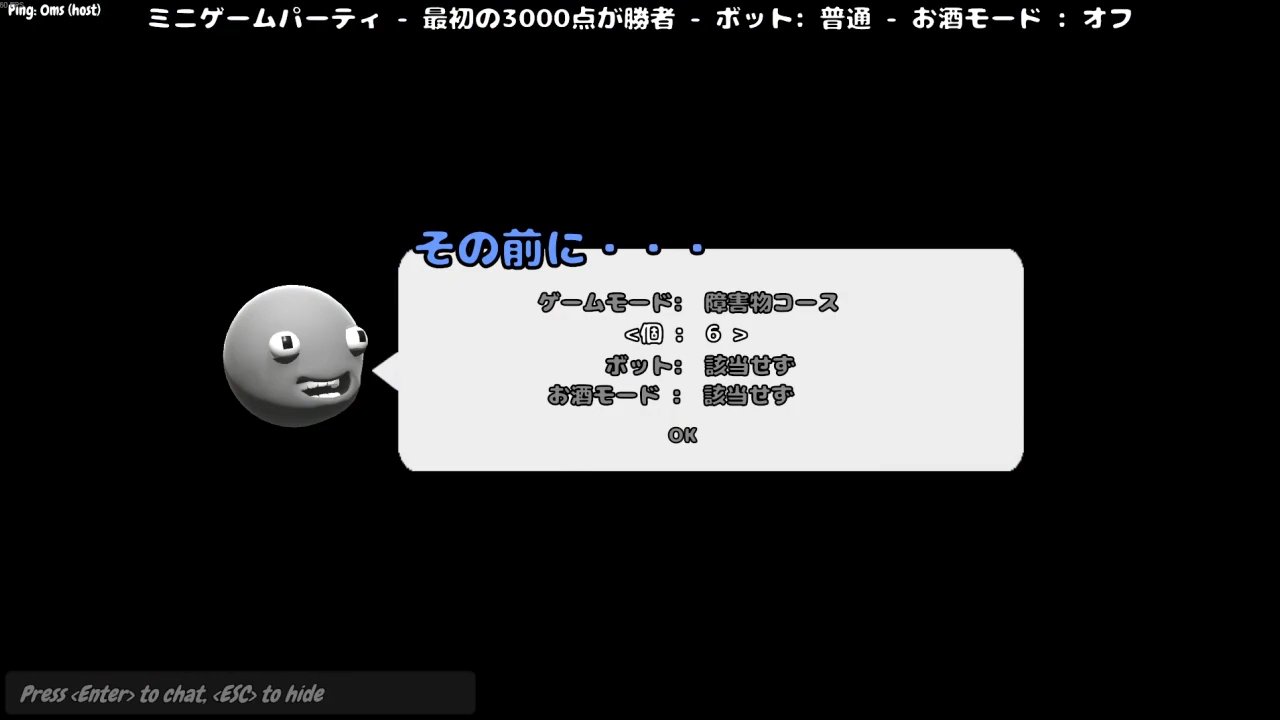 Ping: 0ms (host)
ミニゲームパーティ - 最初の3000点が勝者 - ボット: 普通 - お酒モード : オフ
その前に・・・
ゲームモード: 障害物コース
<個 : 6 >
ボット: 該当せず
お酒モード : 該当せず
OK
Press <Enter> to chat, <ESC> to hide